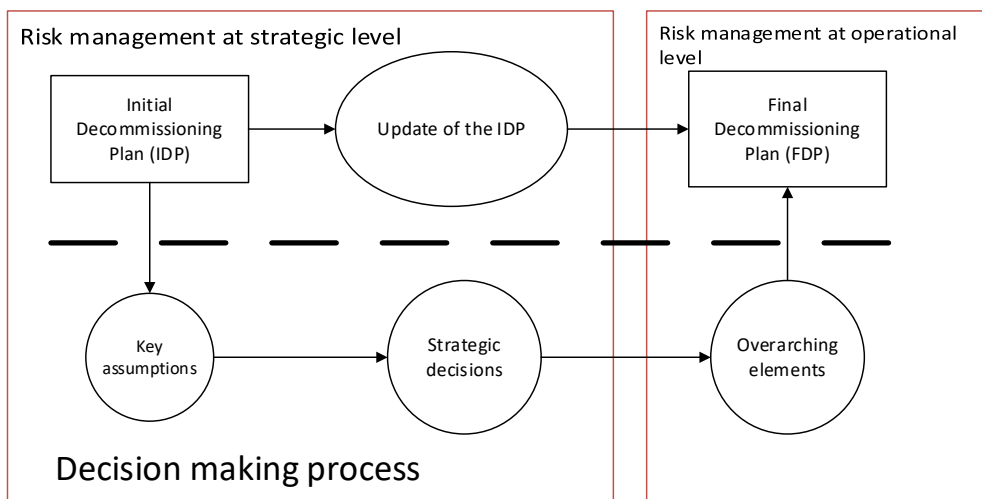 Risk management at strategic level
Risk management at operational
level
Initial
Decommissioning
Plan (IDP)
Update of the IDP
Final
Decommissioning
Plan (FDP)
Key
assumptions
Strategic
decisions
Overarching
elements
Decision making process